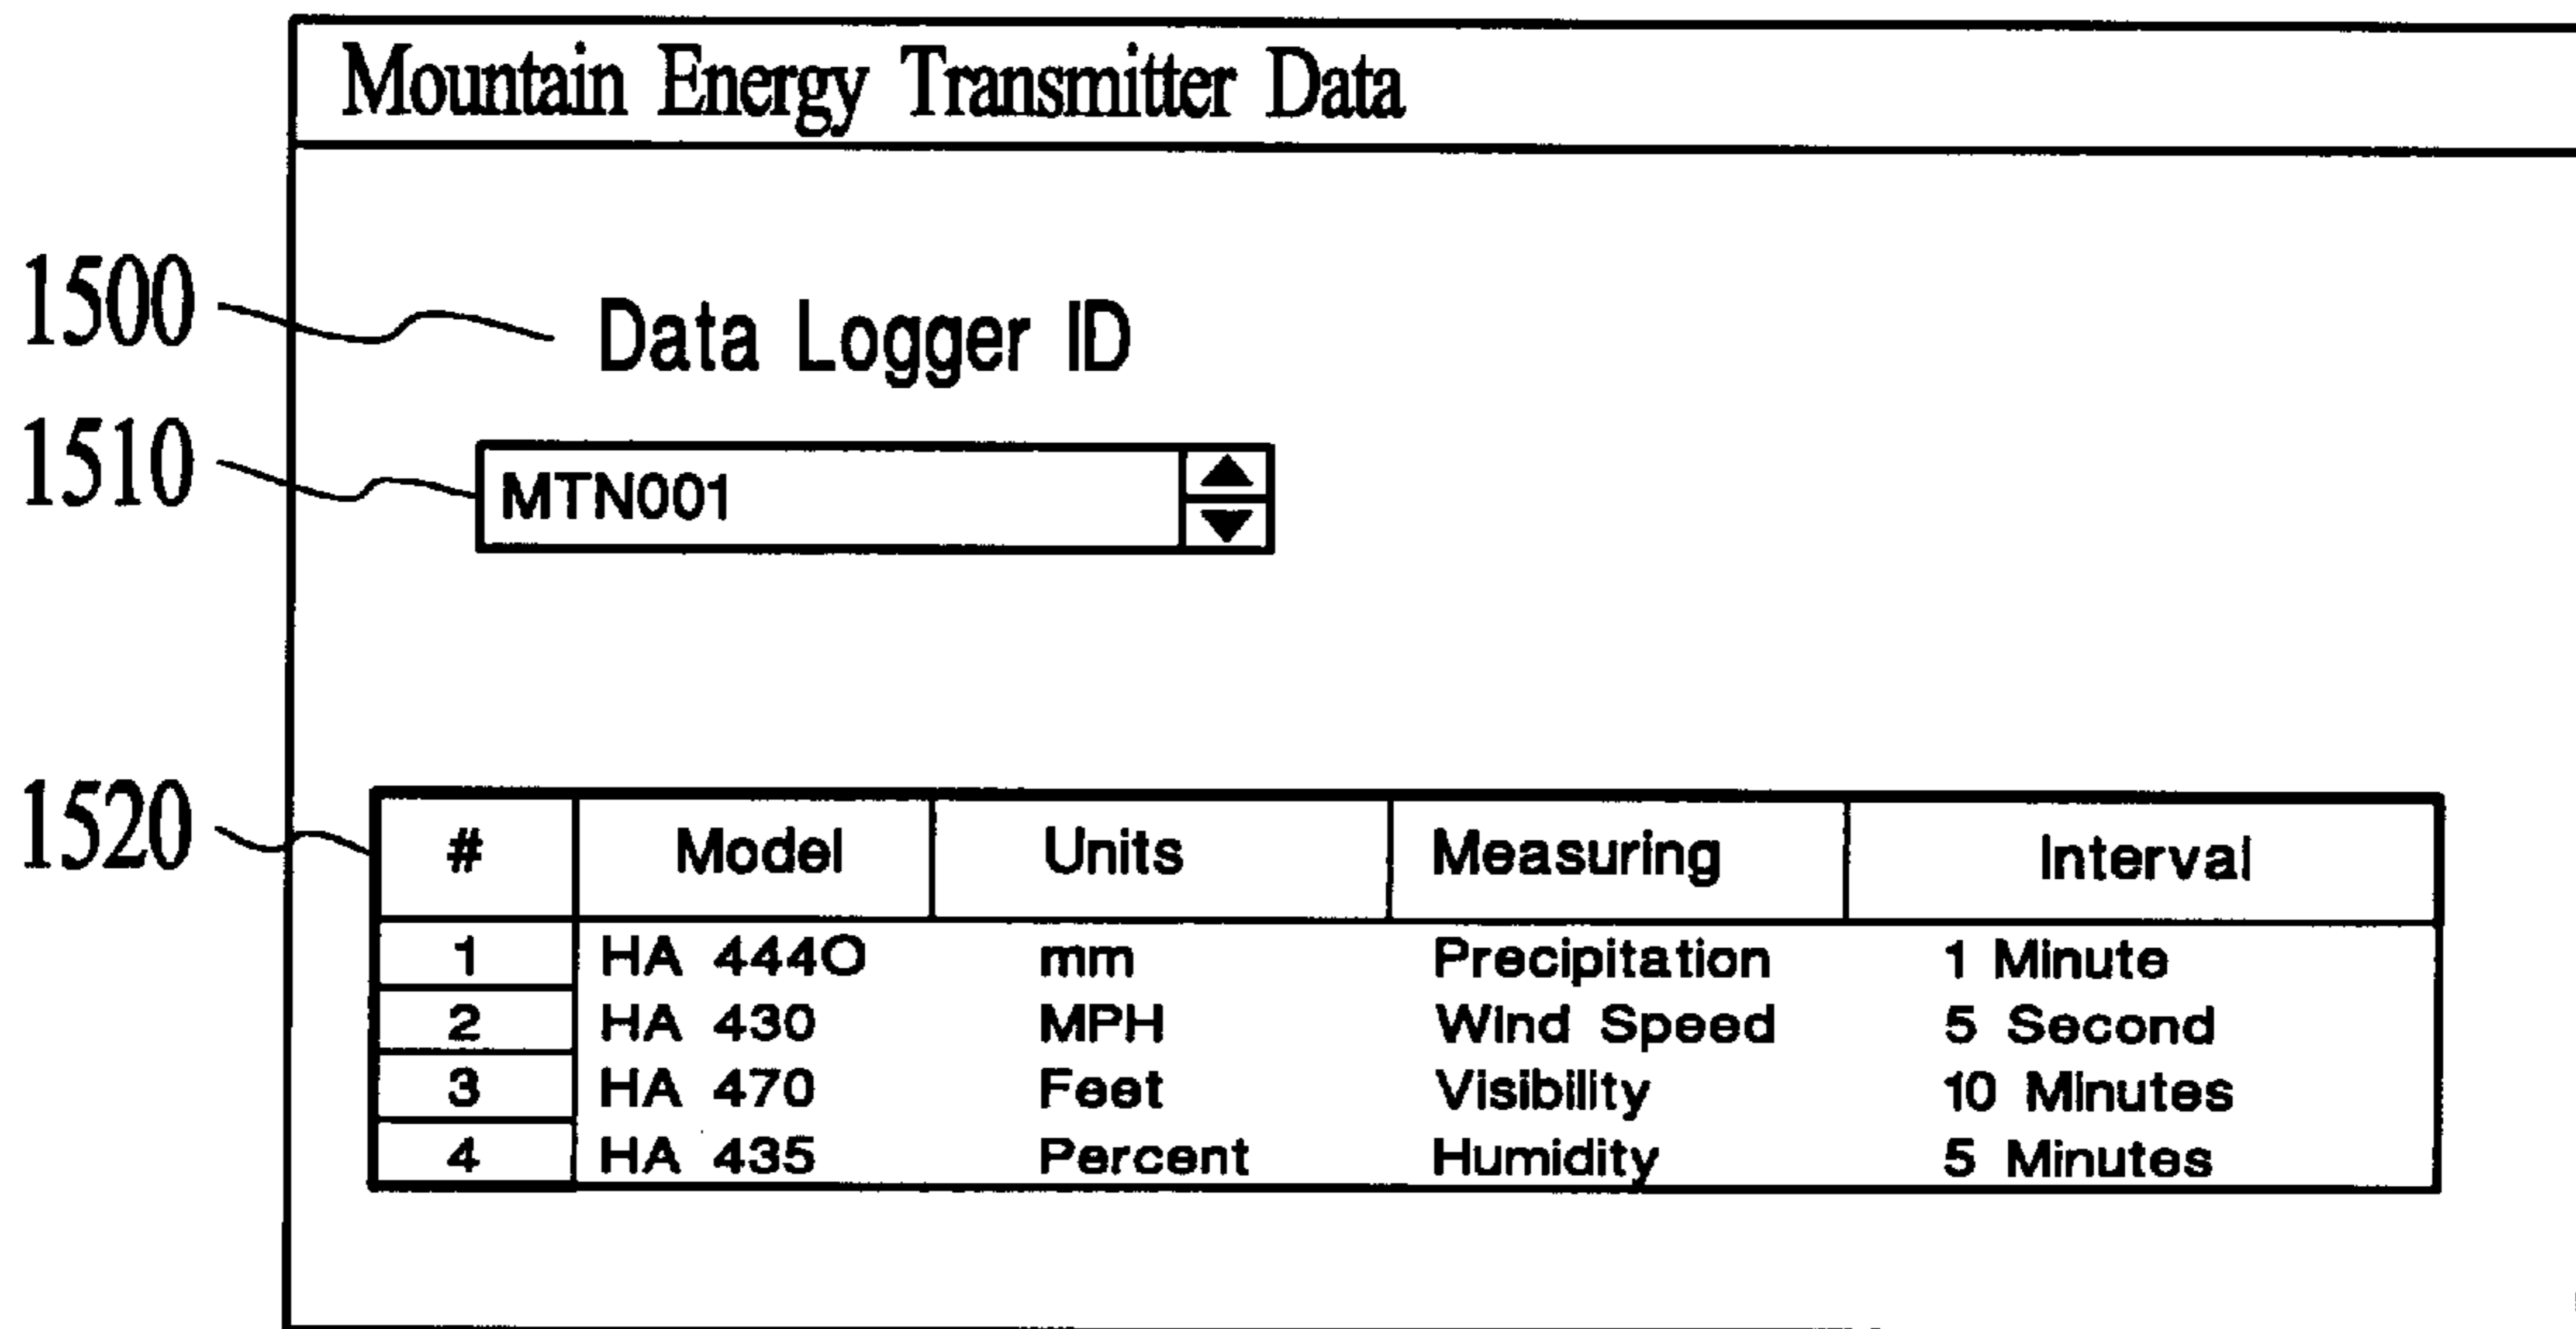 Mountain Energy Transmitter Data
1500 Data Logger ID
1510 MTN001
1520 # Model Units Measuring Interval
1 HA 444O mm Precipitation 1 Minute
2 HA 430 MPH Wind Speed 5 Second
3 HA 470 Feet Visibility 10 Minutes
4 HA 435 Percent Humidity 5 Minutes